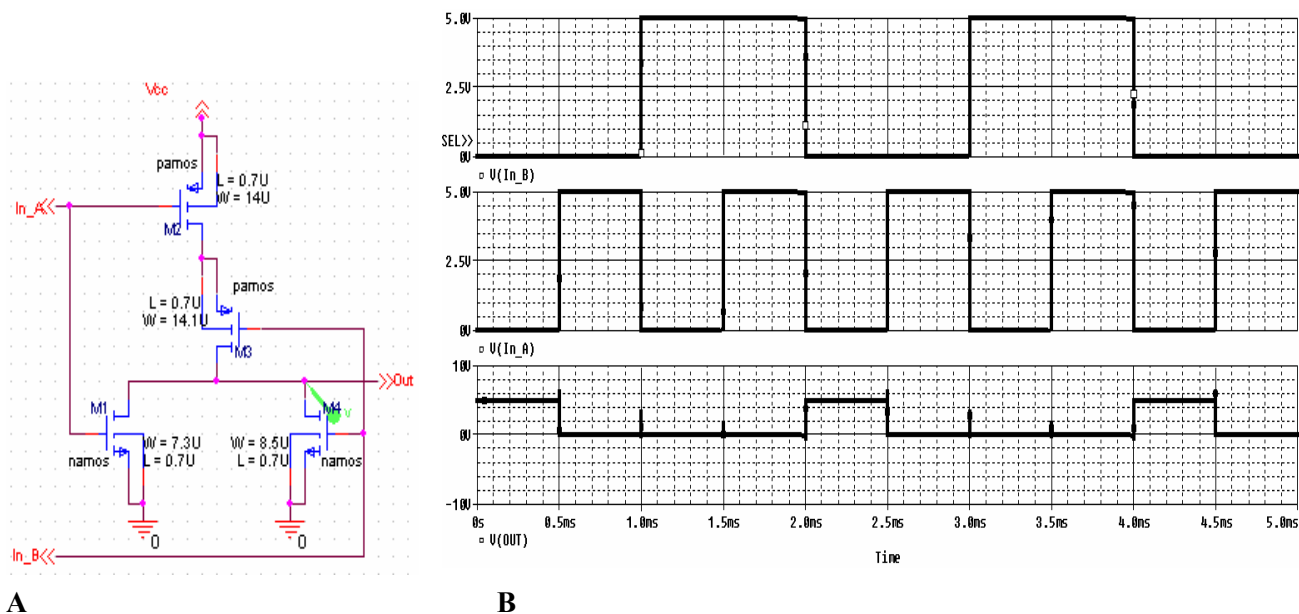 Vcc
pamos
L = 0.7U
W = 14U
In_A
M2
pamos
L = 0.7U
W = 14.1U
M3
Out
M1
M4
V
W = 7.3U
L = 0.7U
W = 8.5U
L = 0.7U
namos
namos
0
0
In_B
A
5.0V
2.5V
SEL>>
0V
V(In_B)
5.0V
2.5V
0V
V(In_A)
10V
0V
-10V
0s 0.5ms 1.0ms 1.5ms 2.0ms 2.5ms 3.0ms 3.5ms 4.0ms 4.5ms 5.0ms
V(OUT)
Time
B